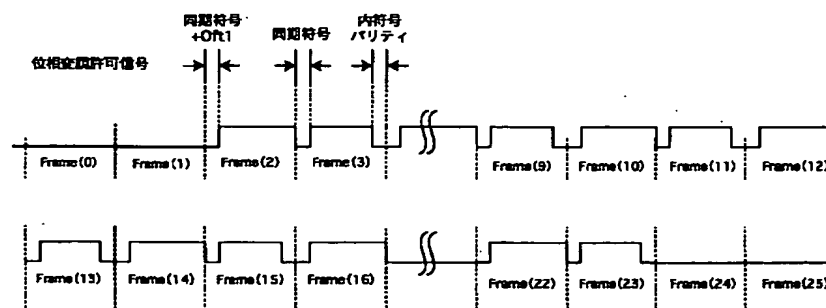 同期符号
+Oft1
同期符号
内符号
パリティ
位相変調許可信号
Frame(0)
Frame(1)
Frame(2)
Frame(3)
Frame(9)
Frame(10)
Frame(11)
Frame(12)
Frame(13)
Frame(14)
Frame(15)
Frame(16)
Frame(22)
Frame(23)
Frame(24)
Frame(25)